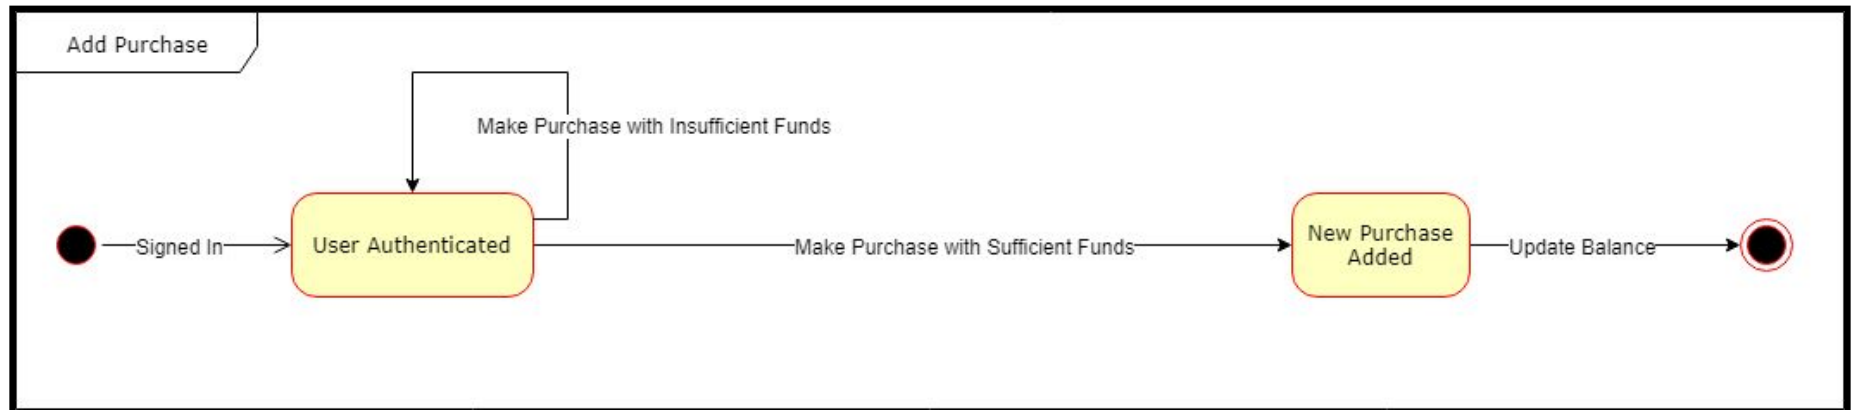 Add Purchase
Make Purchase with Insufficient Funds
Signed In
User Authenticated
Make Purchase with Sufficient Funds
New Purchase
Added
Update Balance